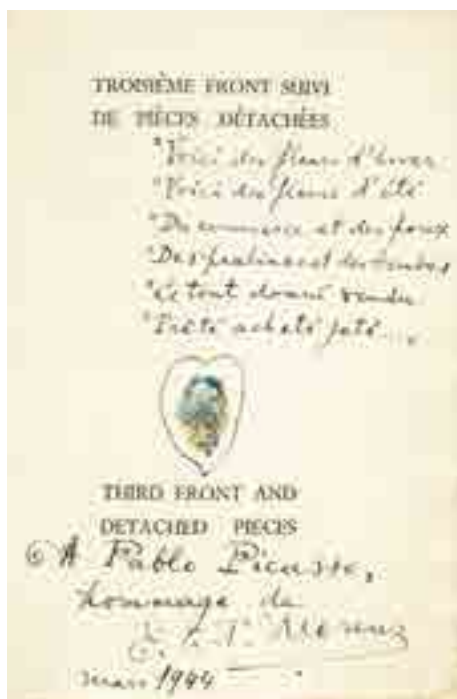 TROISIÈME FRONT SUIVI
DE PIÈCES DÉTACHÉES
"Voici des fleurs d'hiver
"Voici des fleurs d'été
"Du commerce et des
"Des et des
"Le tout donné vendu
"Prêté acheté jeté...
THIRD FRONT AND
DETACHED PIECES
A Pablo Picasso,
hommage de
E. L. T. Mesens
mars 1944